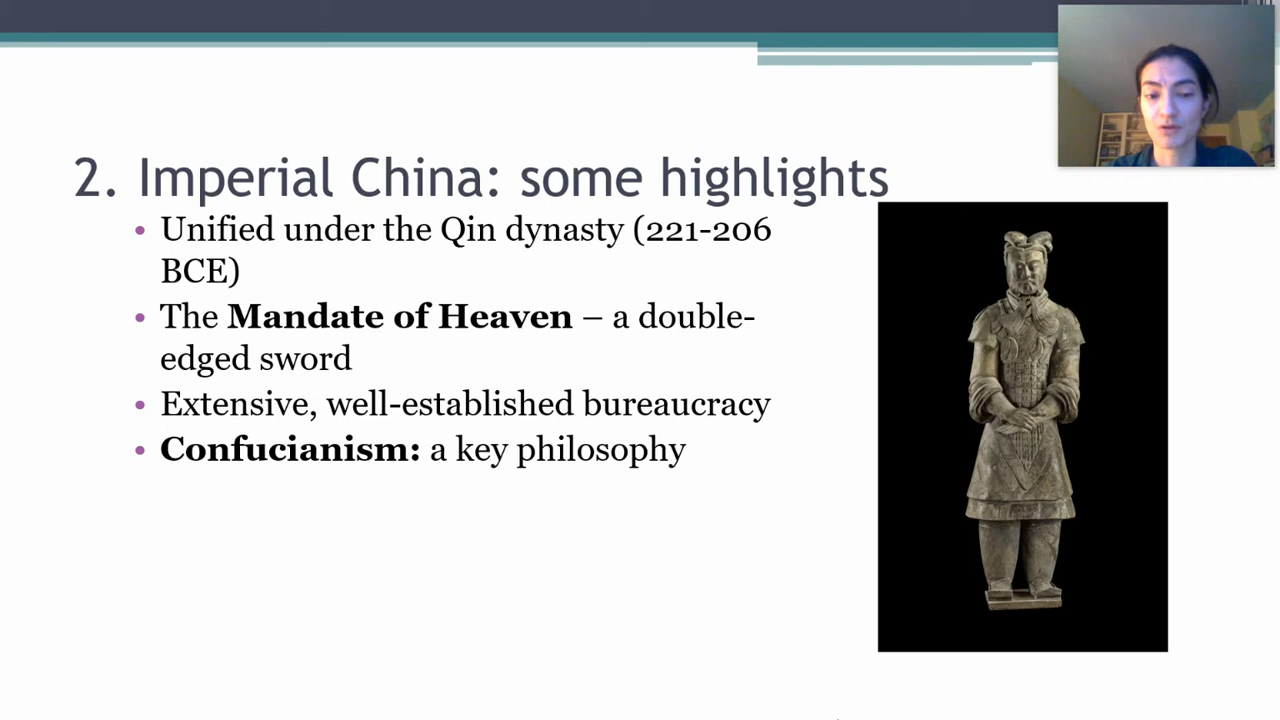 2. Imperial China: some highlights
• Unified under the Qin dynasty (221-206
BCE)
• The Mandate of Heaven – a double-
edged sword
• Extensive, well-established bureaucracy
• Confucianism: a key philosophy